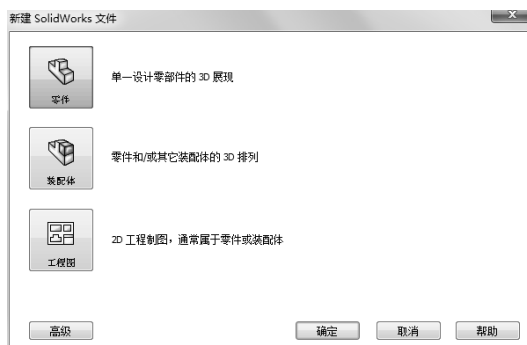 新建 SolidWorks 文件
零件
单一设计零部件的 3D 展现
装配体
零件和/或其它装配体的 3D 排列
工程图
2D 工程制图，通常属于零件或装配体
高级
确定
取消
帮助